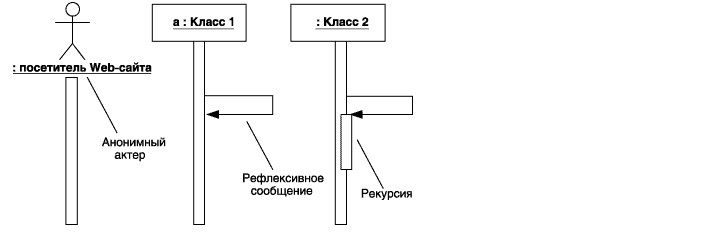 а : Класс 1
: Класс 2
: посетитель Web-сайта
Анонимный
актер
Рефлексивное
сообщение
Рекурсия